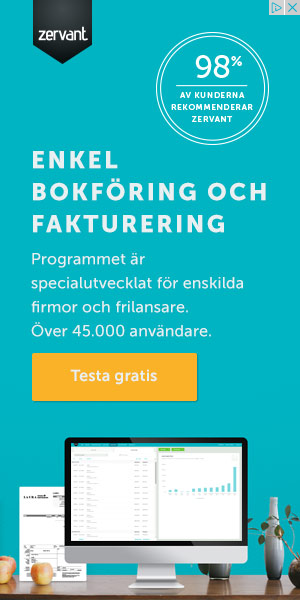 zervant.
98%
AV KUNDERNA
REKOMMENDERAR
ZERVANT
ENKEL
BOKFÖRING OCH
FAKTURERING
Programmet är
specialutvecklat för enskilda
firmor och frilansare.
Över 45.000 användare.
Testa gratis